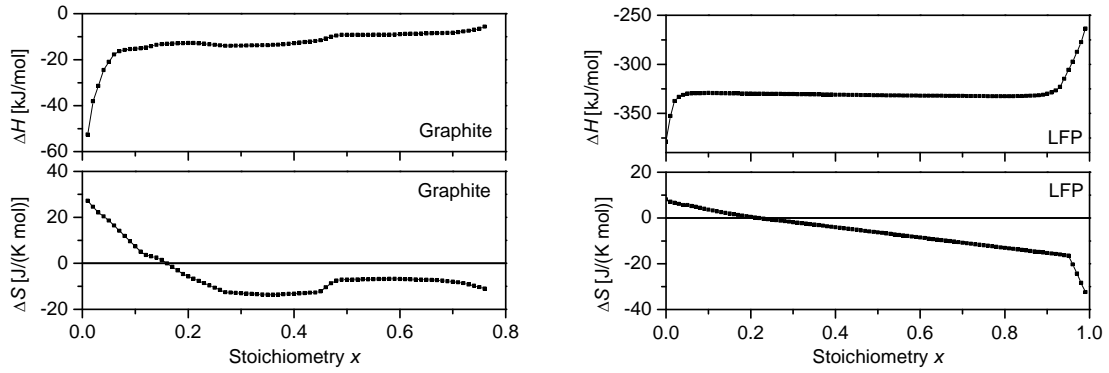 0
-20
-40
-60
ΔH [kJ/mol]
Graphite
40
20
0
-20
ΔS [J/(K mol)]
Graphite
0.0 0.2 0.4 0.6 0.8
Stoichiometry x
-250
-300
-350
ΔH [kJ/mol]
LFP
20
0
-20
-40
ΔS [J/(K mol)]
LFP
0.0 0.2 0.4 0.6 0.8 1.0
Stoichiometry x